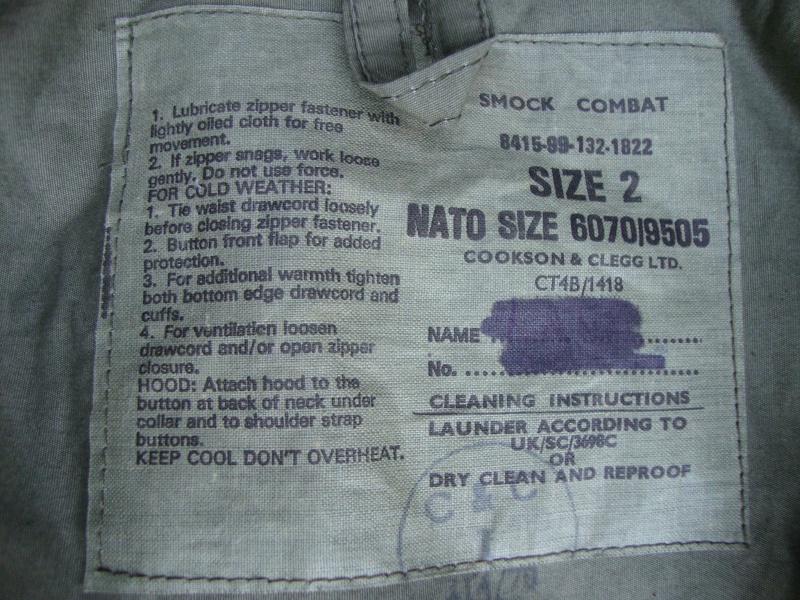 1. Lubricate zipper fastener with
lightly oiled cloth for free
movement.
2. If zipper snags, work loose
gently. Do not use force.
FOR COLD WEATHER:
1. Tie waist drawcord loosely
before closing zipper fastener.
2. Button front flap for added
protection.
3. For additional warmth tighten
both bottom edge drawcord and
cuffs.
4. For ventilation loosen
drawcord and/or open zipper
closure.
HOOD: Attach hood to the
button at back of neck under
collar and to shoulder strap
buttons.
KEEP COOL DON'T OVERHEAT.
SMOCK COMBAT
8415-99-132-1822
SIZE 2
NATO SIZE 6070/9505
COOKSON & CLEGG LTD.
CT4B/1418
NAME
No.
CLEANING INSTRUCTIONS
LAUNDER ACCORDING TO
UK/SC/3698C
OR
DRY CLEAN AND REPROOF
C & C